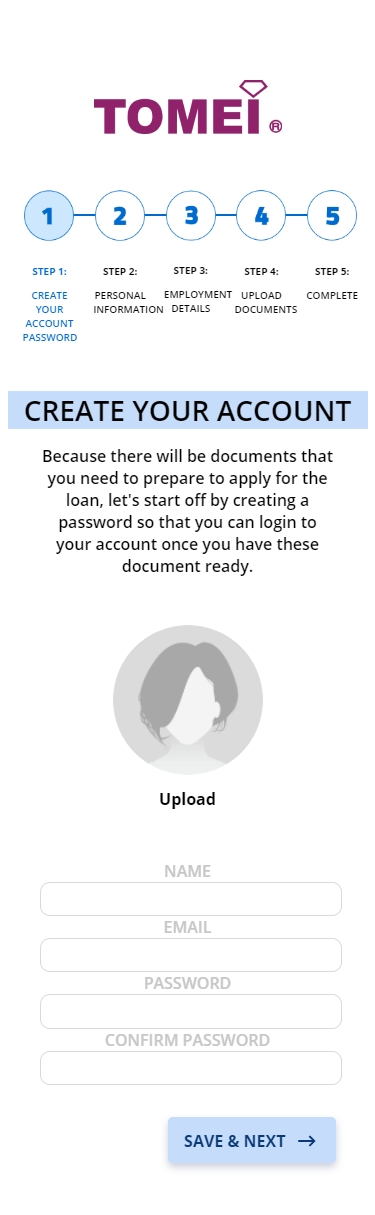 TOMEI®
1 2 3 4 5
STEP 1:
CREATE
YOUR
ACCOUNT
PASSWORD
STEP 2:
PERSONAL
INFORMATION
STEP 3:
EMPLOYMENT
DETAILS
STEP 4:
UPLOAD
DOCUMENTS
STEP 5:
COMPLETE
CREATE YOUR ACCOUNT
Because there will be documents that
you need to prepare to apply for the
loan, let's start off by creating a
password so that you can login to
your account once you have these
document ready.
Upload
NAME
EMAIL
PASSWORD
CONFIRM PASSWORD
SAVE & NEXT →